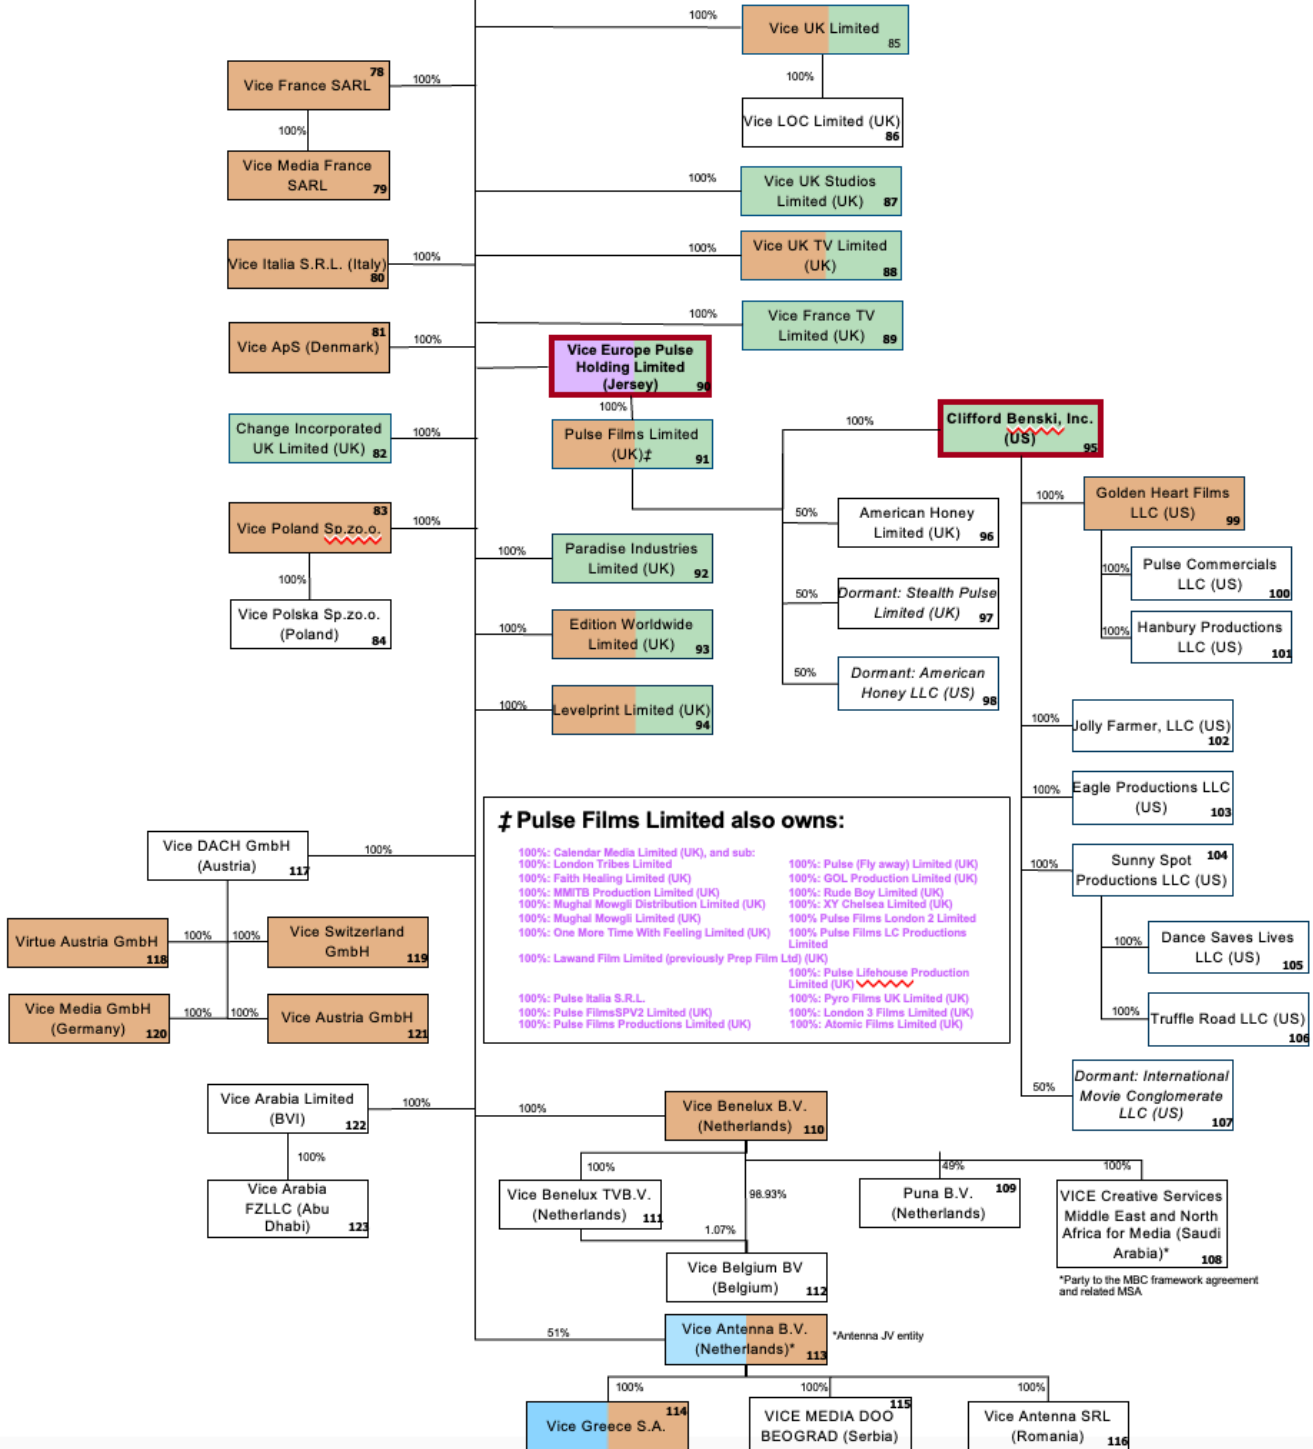 100%
Vice UK Limited
85
100%
Vice LOC Limited (UK)
86
78
Vice France SARL
100%
100%
Vice Media France
SARL
79
100%
Vice UK Studios
Limited (UK)
87
100%
Vice UK TV Limited
(UK)
88
Vice Italia S.R.L. (Italy)
80
100%
100%
Vice France TV
Limited (UK)
89
81
Vice ApS (Denmark)
100%
Vice Europe Pulse
Holding Limited
(Jersey)
90
100%
Pulse Films Limited
(UK)‡
91
Change Incorporated
UK Limited (UK)
82
100%
100%
Clifford Benski, Inc.
(US)
95
83
Vice Poland Sp.zo.o.
100%
100%
Vice Polska Sp.zo.o.
(Poland)
84
50%
American Honey
Limited (UK)
96
50%
Dormant: Stealth Pulse
Limited (UK)
97
50%
Dormant: American
Honey LLC (US)
98
100%
Golden Heart Films
LLC (US)
99
100%
Pulse Commercials
LLC (US)
100
100%
Hanbury Productions
LLC (US)
101
100%
Paradise Industries
Limited (UK)
92
100%
Edition Worldwide
Limited (UK)
93
100%
Levelprint Limited (UK)
94
100%
Jolly Farmer, LLC (US)
102
100%
Eagle Productions LLC
(US)
103
100%
104
Sunny Spot
Productions LLC (US)
100%
Dance Saves Lives
LLC (US)
105
100%
Truffle Road LLC (US)
106
50%
Dormant: International
Movie Conglomerate
LLC (US)
107
‡ Pulse Films Limited also owns:
100%: Calendar Media Limited (UK), and sub:
100%: London Tribes Limited
100%: Faith Healing Limited (UK)
100%: MMITB Production Limited (UK)
100%: Mughal Mowgli Distribution Limited (UK)
100%: Mughal Mowgli Limited (UK)
100%: One More Time With Feeling Limited (UK)
100%: Lawand Film Limited (previously Prep Film Ltd) (UK)
100%: Pulse Italia S.R.L.
100%: Pulse FilmsSPV2 Limited (UK)
100%: Pulse Films Productions Limited (UK)
100%: Pulse (Fly away) Limited (UK)
100%: GOL Production Limited (UK)
100%: Rude Boy Limited (UK)
100%: XY Chelsea Limited (UK)
100% Pulse Films London 2 Limited
100% Pulse Films LC Productions
Limited
100%: Pulse Lifehouse Production
Limited (UK)
100%: Pyro Films UK Limited (UK)
100%: London 3 Films Limited (UK)
100%: Atomic Films Limited (UK)
Vice DACH GmbH
(Austria)
117
100%
Virtue Austria GmbH
118
100%
100%
Vice Switzerland
GmbH
119
Vice Media GmbH
(Germany)
120
100%
100%
Vice Austria GmbH
121
Vice Arabia Limited
(BVI)
122
100%
100%
Vice Arabia
FZLLC (Abu
Dhabi)
123
100%
Vice Benelux B.V.
(Netherlands)
110
100%
Vice Benelux TVB.V.
(Netherlands)
111
98.93%
1.07%
Vice Belgium BV
(Belgium)
112
49%
Puna B.V.
(Netherlands)
109
100%
VICE Creative Services
Middle East and North
Africa for Media (Saudi
Arabia)*
108
*Party to the MBC framework agreement
and related MSA
51%
Vice Antenna B.V.
(Netherlands)*
113
*Antenna JV entity
100%
114
Vice Greece S.A.
100%
115
VICE MEDIA DOO
BEOGRAD (Serbia)
100%
Vice Antenna SRL
(Romania)
116